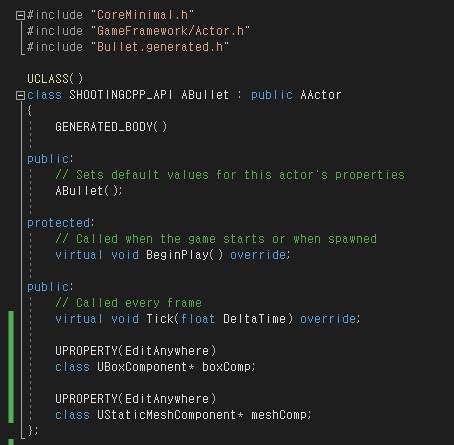 #include "CoreMinimal.h"
#include "GameFramework/Actor.h"
#include "Bullet.generated.h"

UCLASS()
class SHOOTINGCPP_API ABullet : public AActor
{
    GENERATED_BODY()

public:
    // Sets default values for this actor's properties
    ABullet();

protected:
    // Called when the game starts or when spawned
    virtual void BeginPlay() override;

public:
    // Called every frame
    virtual void Tick(float DeltaTime) override;

    UPROPERTY(EditAnywhere)
    class UBoxComponent* boxComp;

    UPROPERTY(EditAnywhere)
    class UStaticMeshComponent* meshComp;
};